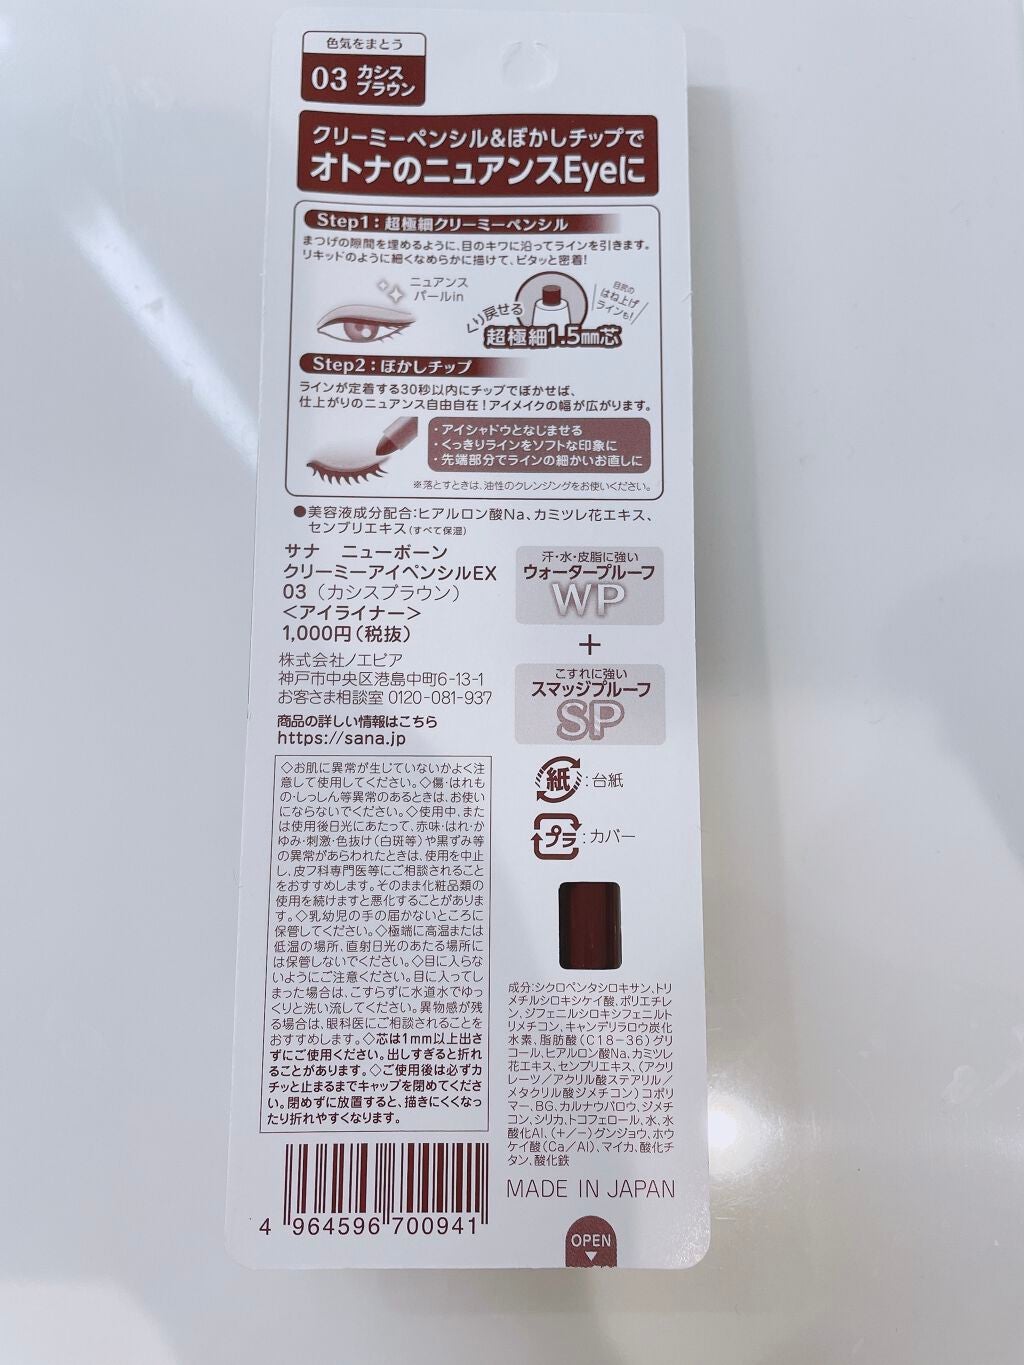 色気をまとう
03 カシスブラウン
クリーミーペンシル&ぼかしチップで
オトナのニュアンスEyeに
Step1:超極細クリーミーペンシル
まつげの隙間を埋めるように、目のキワに沿ってラインを引きます。
リキッドのように細くなめらかに描けて、ピタッと密着!
ニュアンス
パールin
目尻の
はね上げ
ラインも!
くり戻せる
超極細1.5mm芯
Step2:ぼかしチップ
ラインが定着する30秒以内にチップでぼかせば、
仕上がりのニュアンス自由自在!アイメイクの幅が広がります。
・アイシャドウとなじませる
・くっきりラインをソフトな印象に
・先端部分でラインの細かいお直しに
※落とすときは、油性のクレンジングをお使いください。
●美容液成分配合:ヒアルロン酸Na、カミツレ花エキス、
センブリエキス(すべて保湿)
サナ ニューボーン
クリーミーアイペンシルEX
03(カシスブラウン)
<アイライナー>
1,000円(税抜)
株式会社ノエビア
神戸市中央区港島中町6-13-1
お客さま相談室 0120-081-937
商品の詳しい情報はこちら
https://sana.jp
汗・水・皮脂に強い
ウォータープルーフ
WP
+
こすれに強い
スマッジプルーフ
SP
紙:台紙
プラ:カバー
◇お肌に異常が生じていないかよく注
意して使用してください。◇傷・はれも
の・しっしん等異常のあるときは、お使い
にならないでください。◇使用中、また
は使用後日光にあたって、赤味・はれ・か
ゆみ・刺激・色抜け(白斑等)や黒ずみ等
の異常があらわれたときは、使用を中止
し、皮フ科専門医等にご相談されること
をおすすめします。そのまま化粧品類の
使用を続けますと悪化することがありま
す。◇乳幼児の手の届かないところに
保管してください。◇極端に高温または
低温の場所、直射日光のあたる場所に
は保管しないでください。◇目に入らな
いようにご注意ください。目に入ってし
まった場合は、こすらずに水道水でゆっ
くりと洗い流してください。異物感が残
る場合は、眼科医にご相談されることを
おすすめします。◇芯は1mm以上出さ
ずにご使用ください。出しすぎると折れ
ることがあります。◇ご使用後は必ずカ
チッと止まるまでキャップを閉めてくださ
い。閉めずに放置すると、描きにくくなっ
たり折れやすくなります。
成分:シクロペンタシロキサン、トリ
メチルシロキシケイ酸、ポリエチレ
ン、ジフェニルシロキシフェニルト
リメチコン、キャンデリラロウ炭化
水素、脂肪酸(C18-36)グリ
コール、ヒアルロン酸Na、カミツレ
花エキス、センブリエキス、(アクリ
レーツ/アクリル酸ステアリル/
メタクリル酸ジメチコン)コポリ
マー、BG、カルナウバロウ、ジメチ
コン、シリカ、トコフェロール、水、水
酸化Al、(+/-)グンジョウ、ホウ
ケイ酸(Ca/Al)、マイカ、酸化チ
タン、酸化鉄
MADE IN JAPAN
4 964596 700941
OPEN